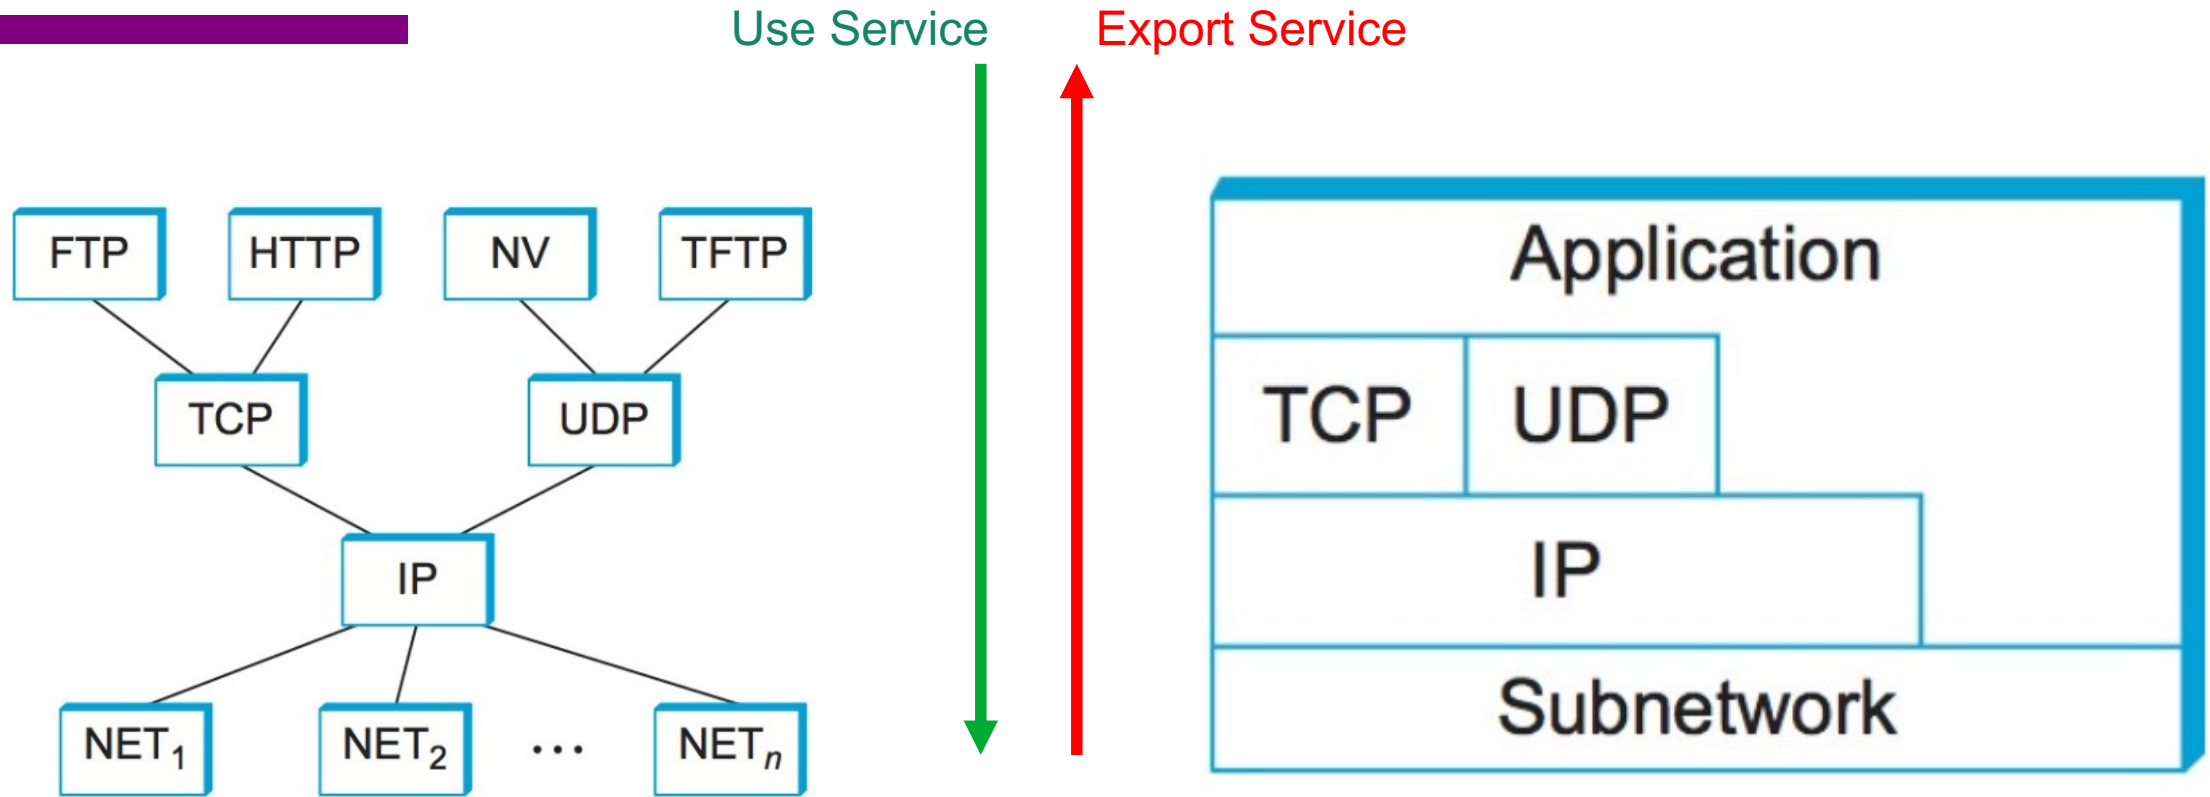 Use Service Export Service
FTP HTTP NV TFTP
TCP UDP
IP
NET1 NET2 ... NETn
Application
TCP UDP
IP
Subnetwork